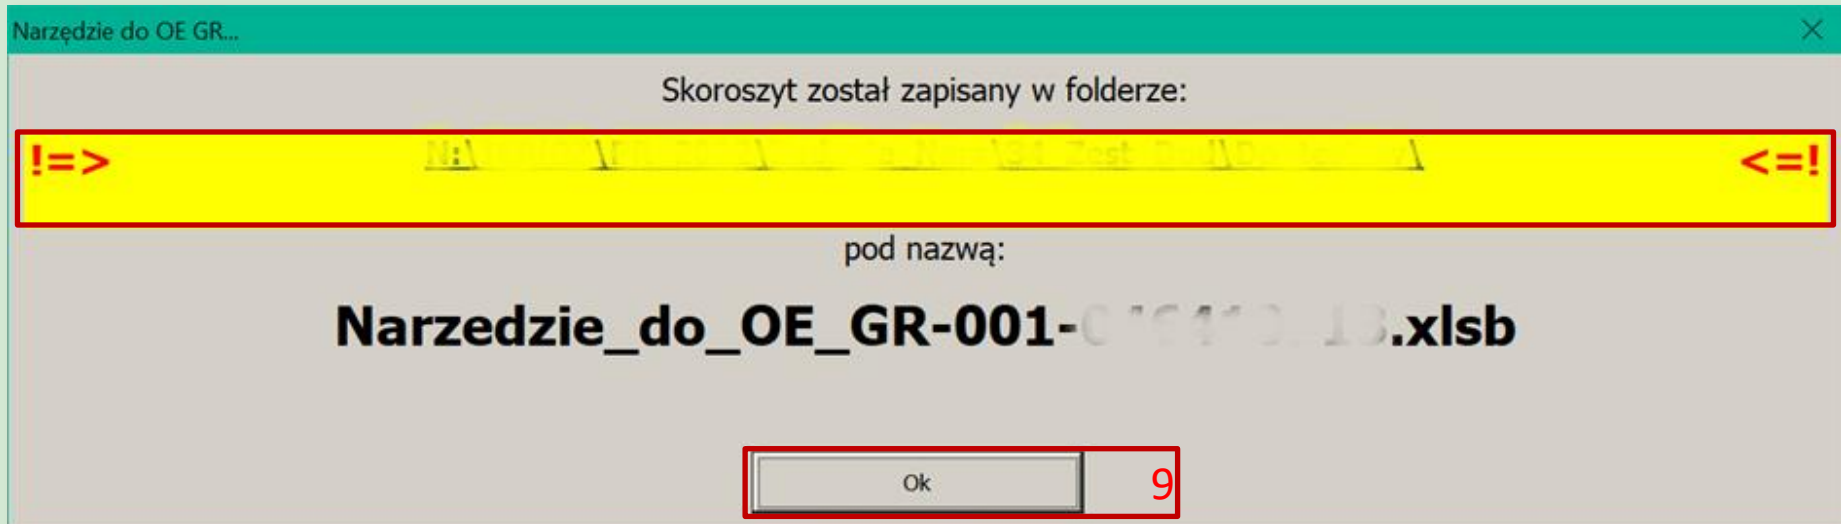 Narzędzie do OE GR...
Skoroszyt został zapisany w folderze:
!=> N:\ <=!
pod nazwą:
Narzedzie_do_OE_GR-001- .xlsb
Ok 9